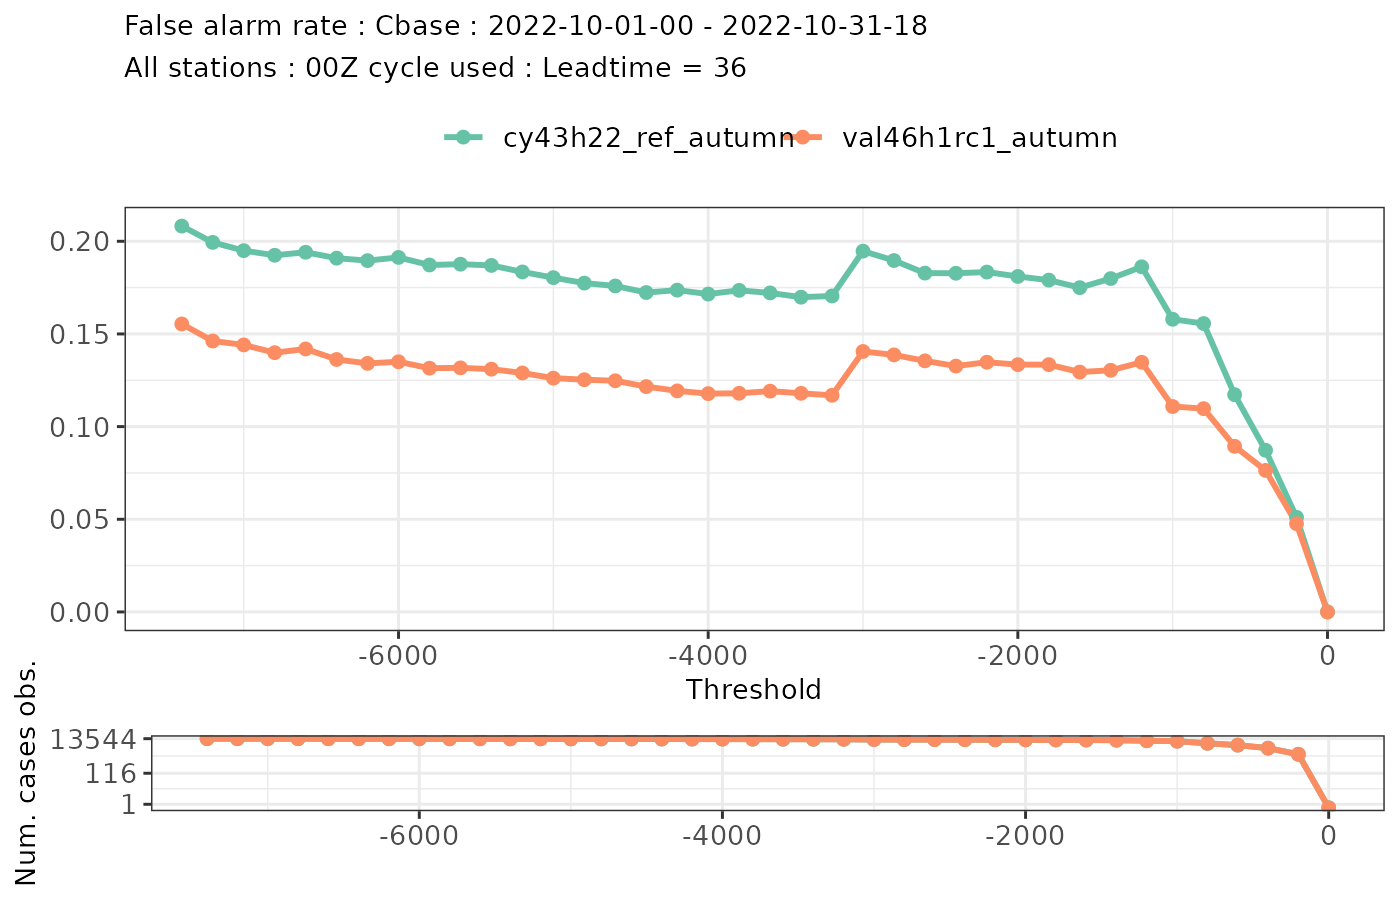 False alarm rate : Cbase : 2022-10-01-00 - 2022-10-31-18
All stations : 00Z cycle used : Leadtime = 36
cy43h22_ref_autumn val46h1rc1_autumn
0.20
0.15
0.10
0.05
0.00
-6000 -4000 -2000 0
Threshold
Num. cases obs.
13544
116
1
-6000 -4000 -2000 0